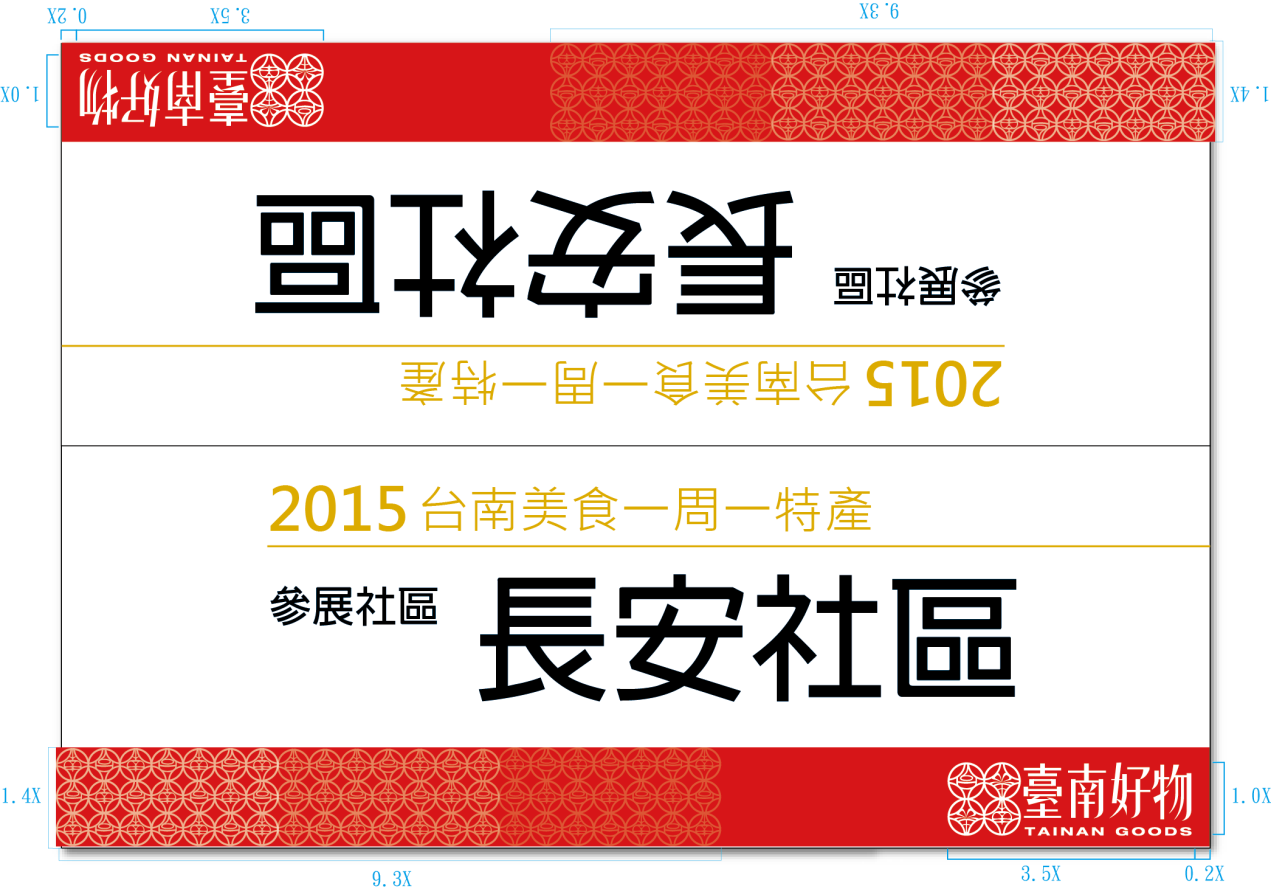 0.2X 3.5X 9.3X
1.0X
臺南好物
TAINAN GOODS
1.4X
長安社區
參展社區
2015 台南美食一周一特產
2015 台南美食一周一特產
參展社區 長安社區
1.4X
臺南好物
TAINAN GOODS
1.0X
9.3X 3.5X 0.2X